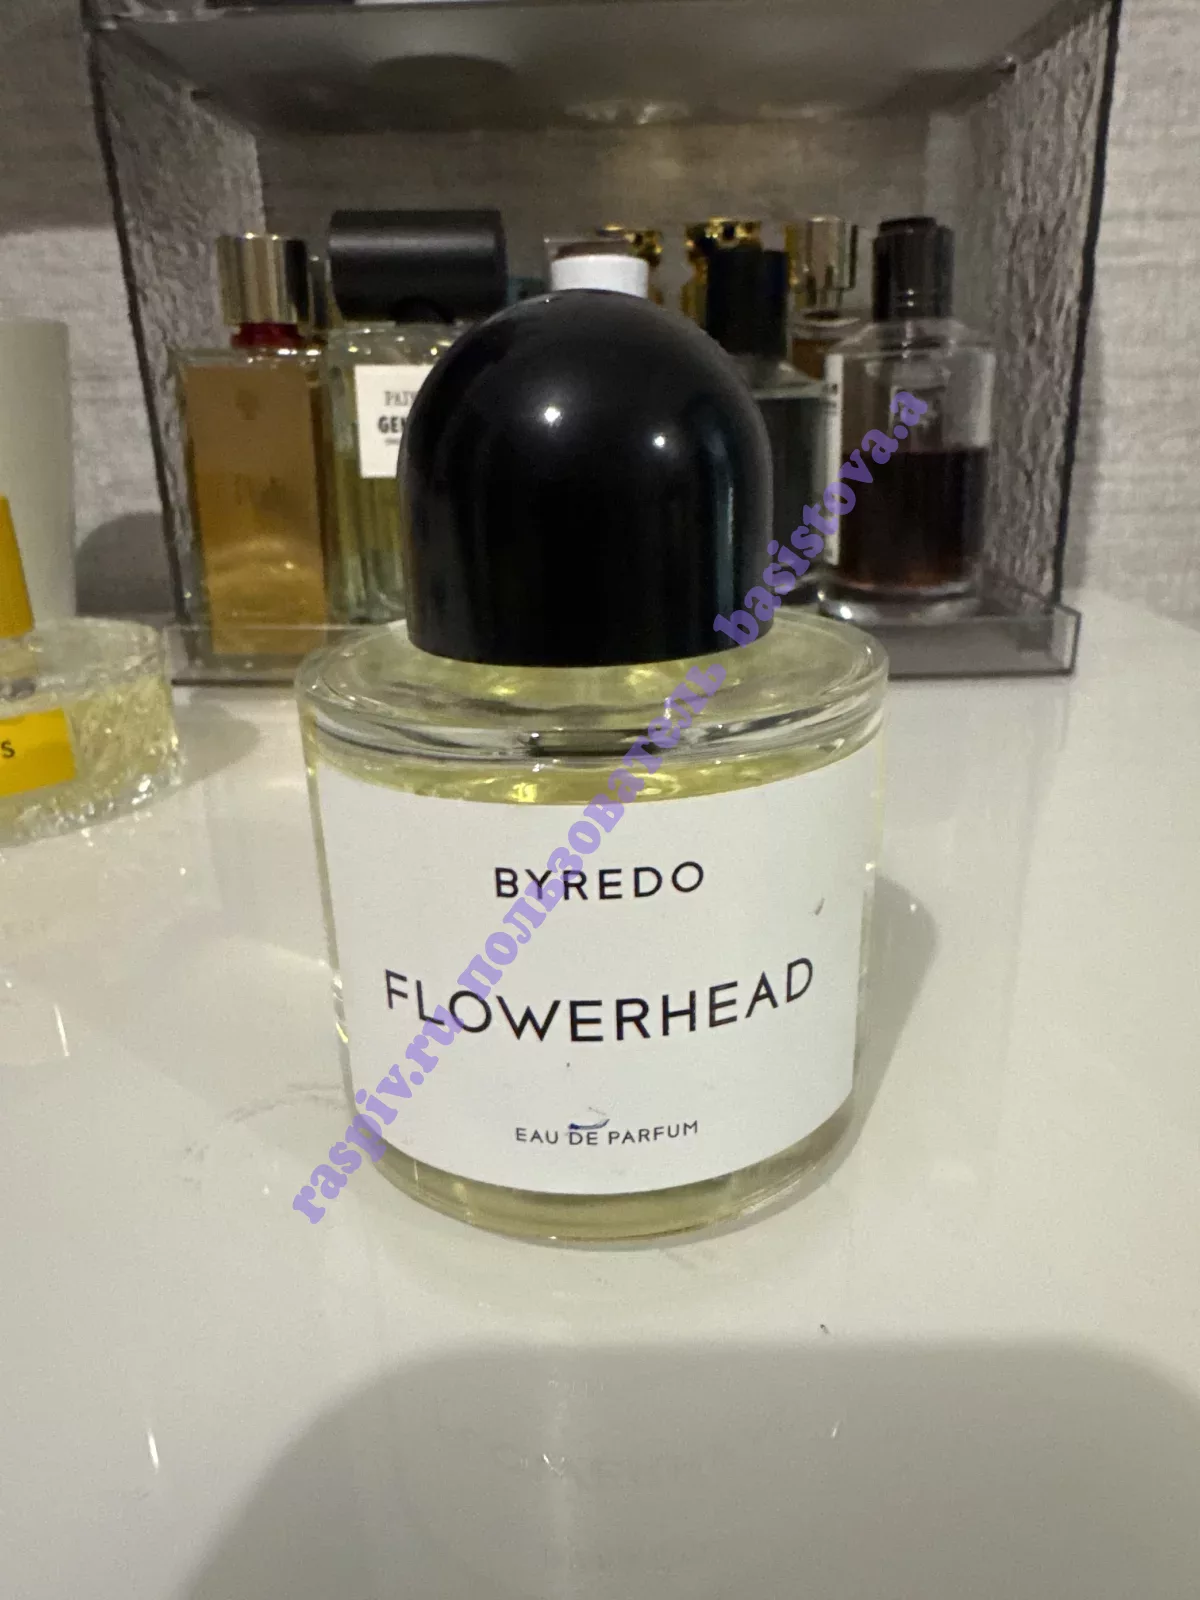 BYREDO
FLOWERHEAD
EAU DE PARFUM
raspiv.ru пользователь basistova.a
S